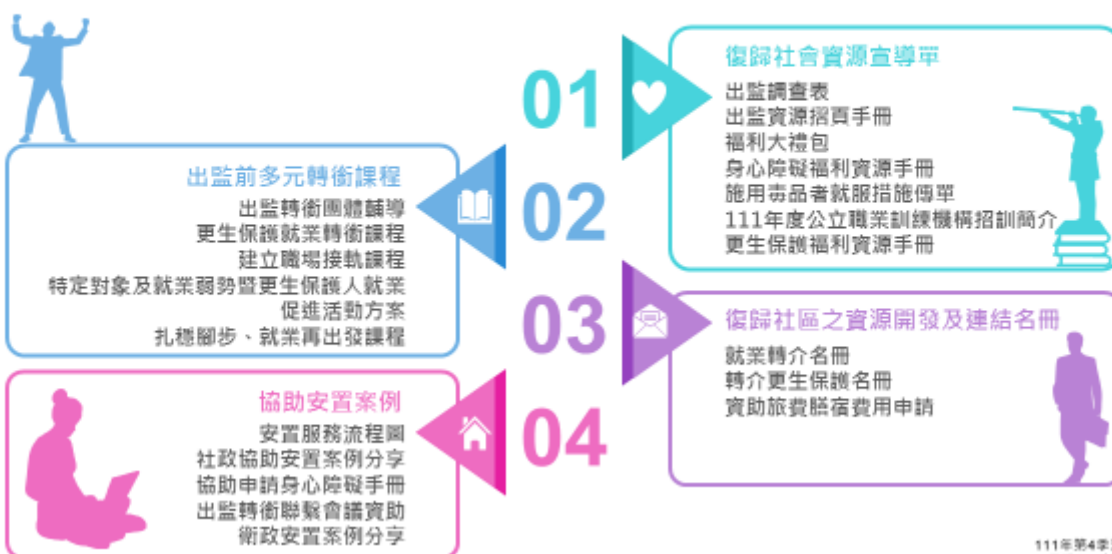 01
復歸社會資源宣導單
出監調查表
出監資源摺頁手冊
福利大禮包
身心障礙福利資源手冊
施用毒品者就服措施傳單
111年度公立職業訓練機構招訓簡介
更生保護福利資源手冊
02
出監前多元轉銜課程
出監轉銜團體輔導
更生保護就業轉銜課程
建立職場接軌課程
特定對象及就業弱勢暨更生保護人就業
促進活動方案
扎穩腳步、就業再出發課程
03
復歸社區之資源開發及連結名冊
就業轉介名冊
轉介更生保護名冊
資助旅費膳宿費用申請
04
協助安置案例
安置服務流程圖
社政協助安置案例分享
協助申請身心障礙手冊
出監轉銜聯繫會議資助
衛政安置案例分享
111年第4季